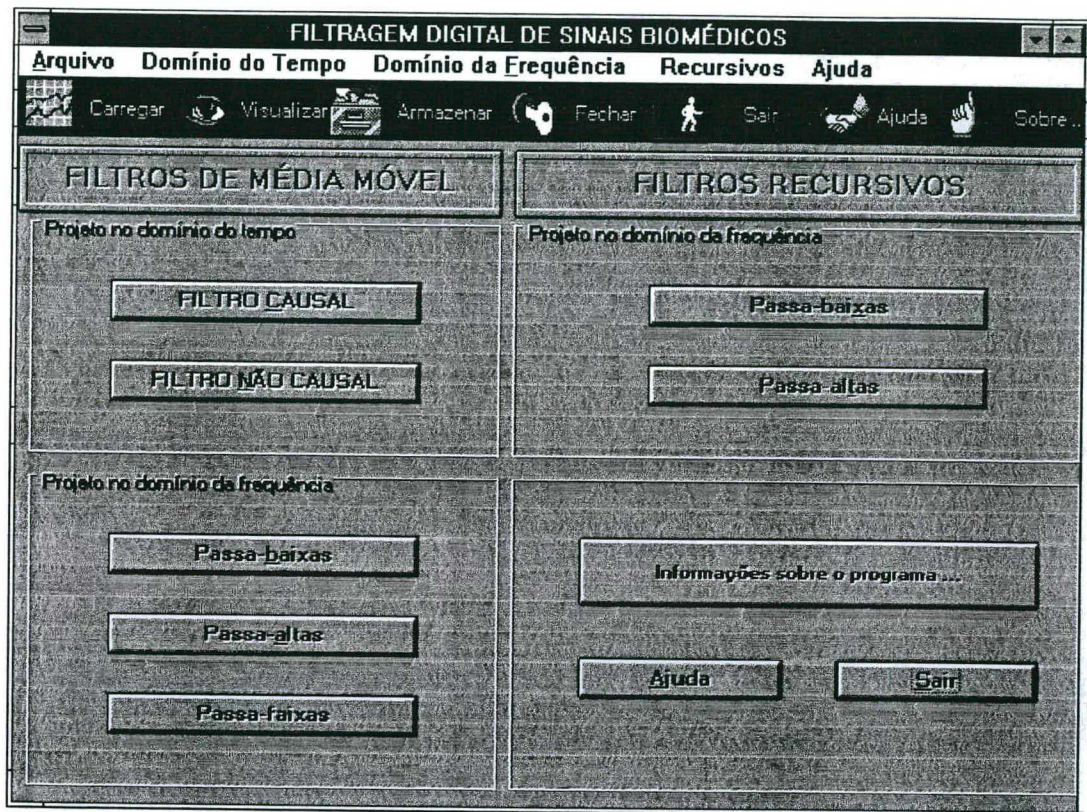 FILTRAGEM DIGITAL DE SINAIS BIOMÉDICOS
Arquivo Domínio do Tempo Domínio da Frequência Recursivos Ajuda
Carregar Visualizar Armazenar Fechar Sair Ajuda Sobre...
FILTROS DE MÉDIA MÓVEL
Projeto no domínio do tempo
FILTRO CAUSAL
FILTRO NÃO CAUSAL
Projeto no domínio da frequência
Passa-baixas
Passa-altas
Passa-faixas
FILTROS RECURSIVOS
Projeto no domínio da frequência
Passa-baixas
Passa-altas
Informações sobre o programa ...
Ajuda Sair